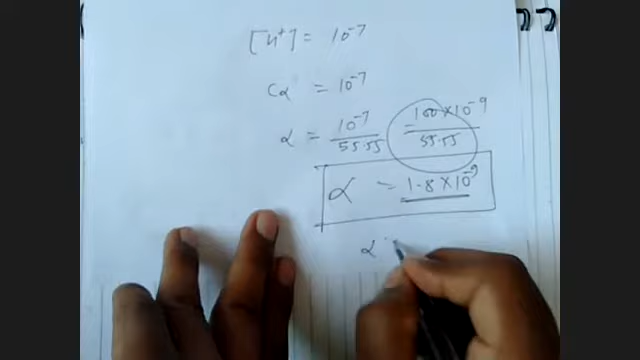 [H+] = 10⁻⁷
Cα = 10⁻⁷
α = 10⁻⁷/55.55 = 100×10⁻⁹/55.55
α = 1.8×10⁻⁹
α